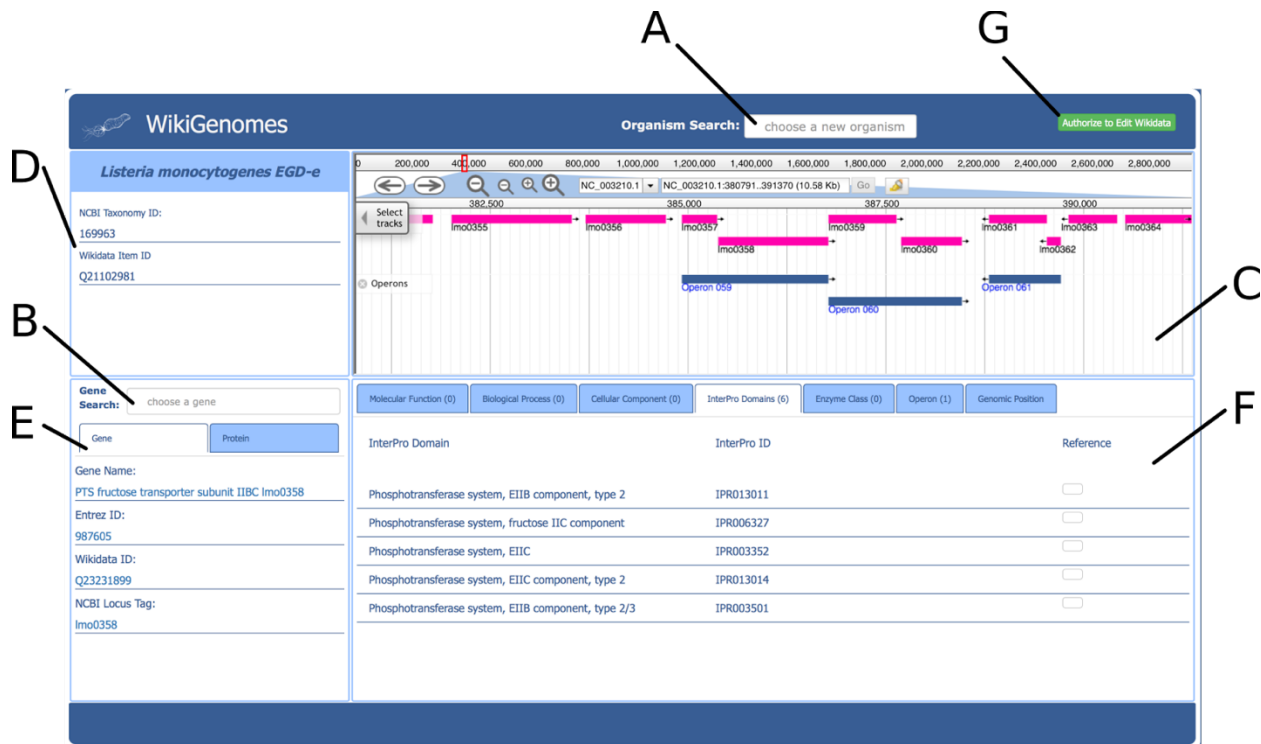 A
G
WikiGenomes
Organism Search: choose a new organism
Authorize to Edit Wikidata
D
Listeria monocytogenes EGD-e
NCBI Taxonomy ID:
169963
Wikidata Item ID
Q21102981
0 200,000 400,000 600,000 800,000 1,000,000 1,200,000 1,400,000 1,600,000 1,800,000 2,000,000 2,200,000 2,400,000 2,600,000 2,800,000
NC_003210.1 NC_003210.1:380791..391370 (10.58 Kb) Go
382,500 385,000 387,500 390,000
Select
tracks
lmo0355 lmo0356 lmo0357 lmo0359 lmo0361 lmo0363 lmo0364
lmo0358 lmo0360 lmo0362
Operons
Operon 059 Operon 061
Operon 060
C
B
Gene
Search: choose a gene
E
Gene Protein
Gene Name:
PTS fructose transporter subunit IIBC lmo0358
Entrez ID:
987605
Wikidata ID:
Q23231899
NCBI Locus Tag:
lmo0358
Molecular Function (0) Biological Process (0) Cellular Component (0) InterPro Domains (6) Enzyme Class (0) Operon (1) Genomic Position
F
InterPro Domain InterPro ID Reference
Phosphotransferase system, EIIB component, type 2 IPR013011
Phosphotransferase system, fructose IIC component IPR006327
Phosphotransferase system, EIIC IPR003352
Phosphotransferase system, EIIC component, type 2 IPR013014
Phosphotransferase system, EIIB component, type 2/3 IPR003501